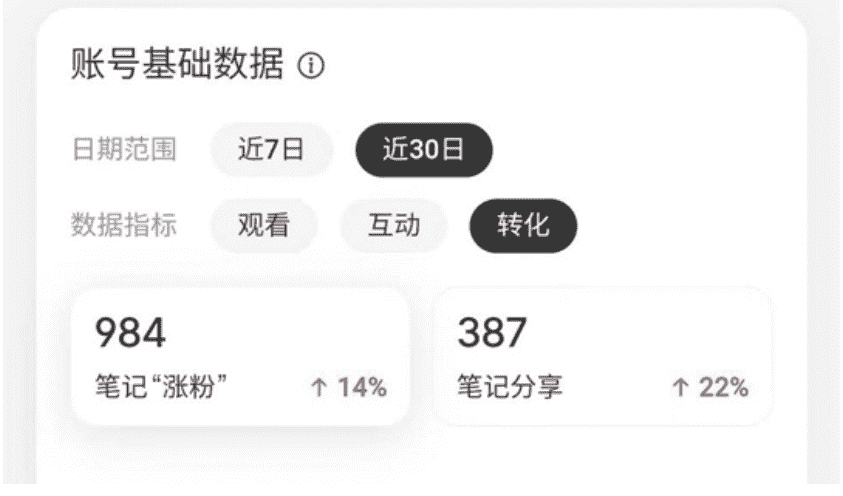 账号基础数据
日期范围 近7日 近30日
数据指标 观看 互动 转化
984 387
笔记“涨粉” ↑ 14% 笔记分享 ↑ 22%